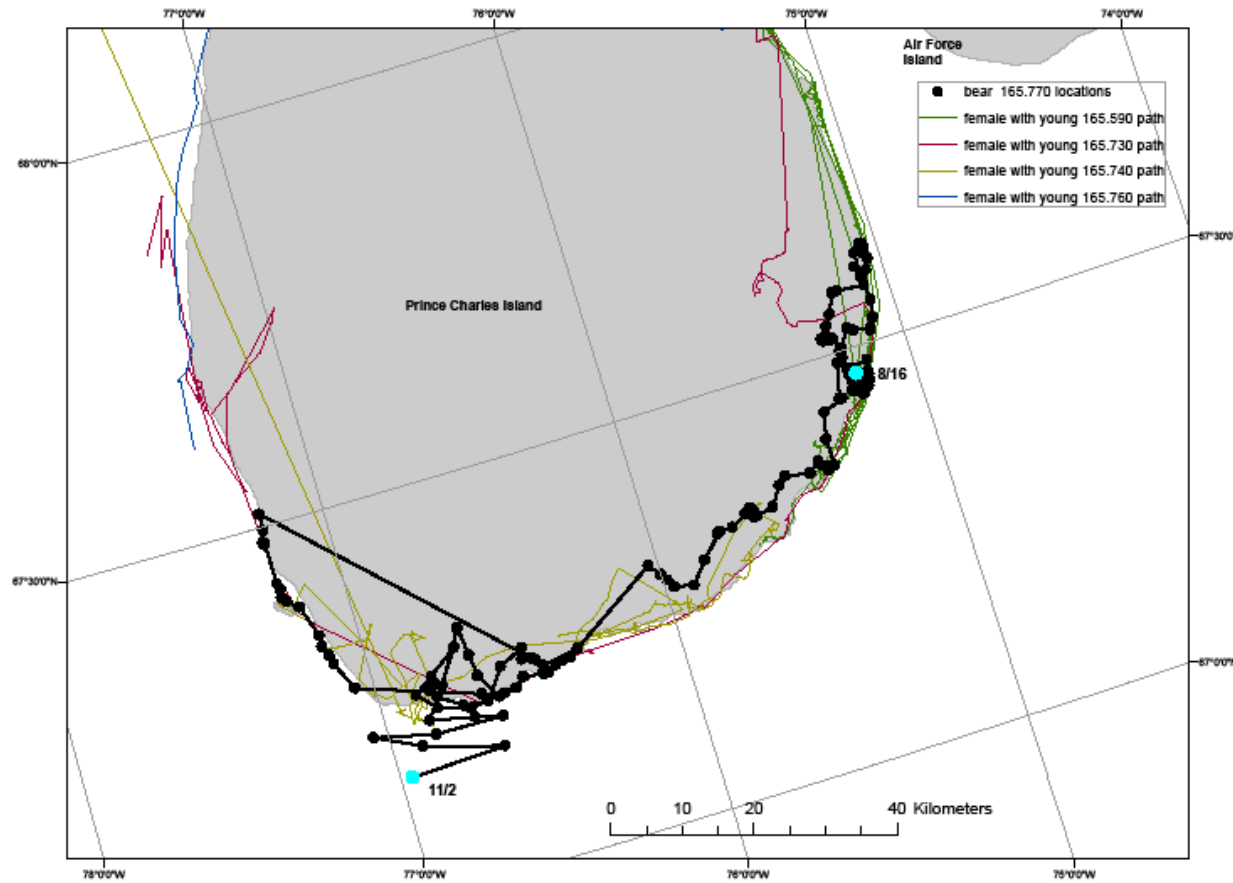 77°0'0"W
76°0'0"W
75°0'0"W
74°0'0"W
Air Force
Island
bear 165.770 locations
female with young 165.590 path
female with young 165.730 path
female with young 165.740 path
female with young 165.760 path
68°0'0"N
67°30'0"N
Prince Charles Island
8/16
67°30'0"N
67°0'0"N
11/2
0 10 20 40 Kilometers
78°0'0"W
77°0'0"W
76°0'0"W
75°0'0"W